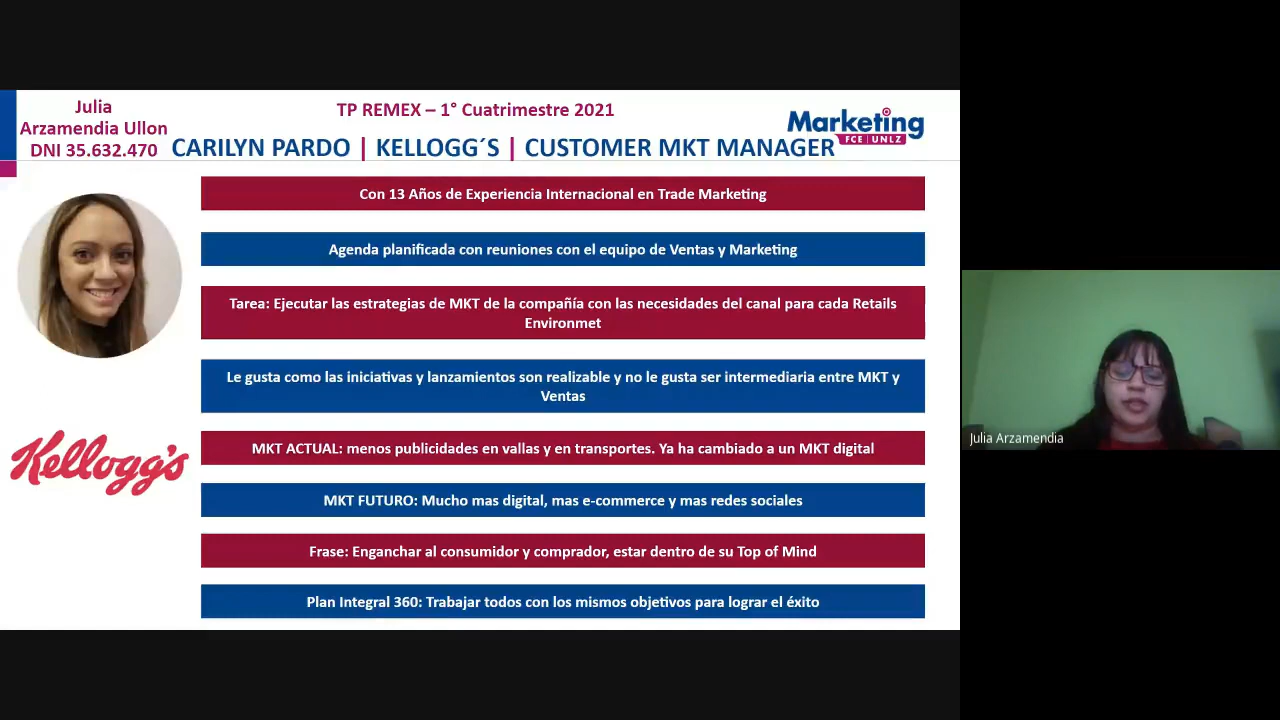 Julia
Arzamendia Ullon
DNI 35.632.470
TP REMEX – 1° Cuatrimestre 2021
CARILYN PARDO | KELLOGG´S | CUSTOMER MKT MANAGER
Marketing
FCE | UNLZ
Con 13 Años de Experiencia Internacional en Trade Marketing
Agenda planificada con reuniones con el equipo de Ventas y Marketing
Tarea: Ejecutar las estrategias de MKT de la compañía con las necesidades del canal para cada Retails
Environmet
Le gusta como las iniciativas y lanzamientos son realizable y no le gusta ser intermediaria entre MKT y
Ventas
Kellogg's
MKT ACTUAL: menos publicidades en vallas y en transportes. Ya ha cambiado a un MKT digital
MKT FUTURO: Mucho mas digital, mas e-commerce y mas redes sociales
Frase: Enganchar al consumidor y comprador, estar dentro de su Top of Mind
Plan Integral 360: Trabajar todos con los mismos objetivos para lograr el éxito
Julia Arzamendia